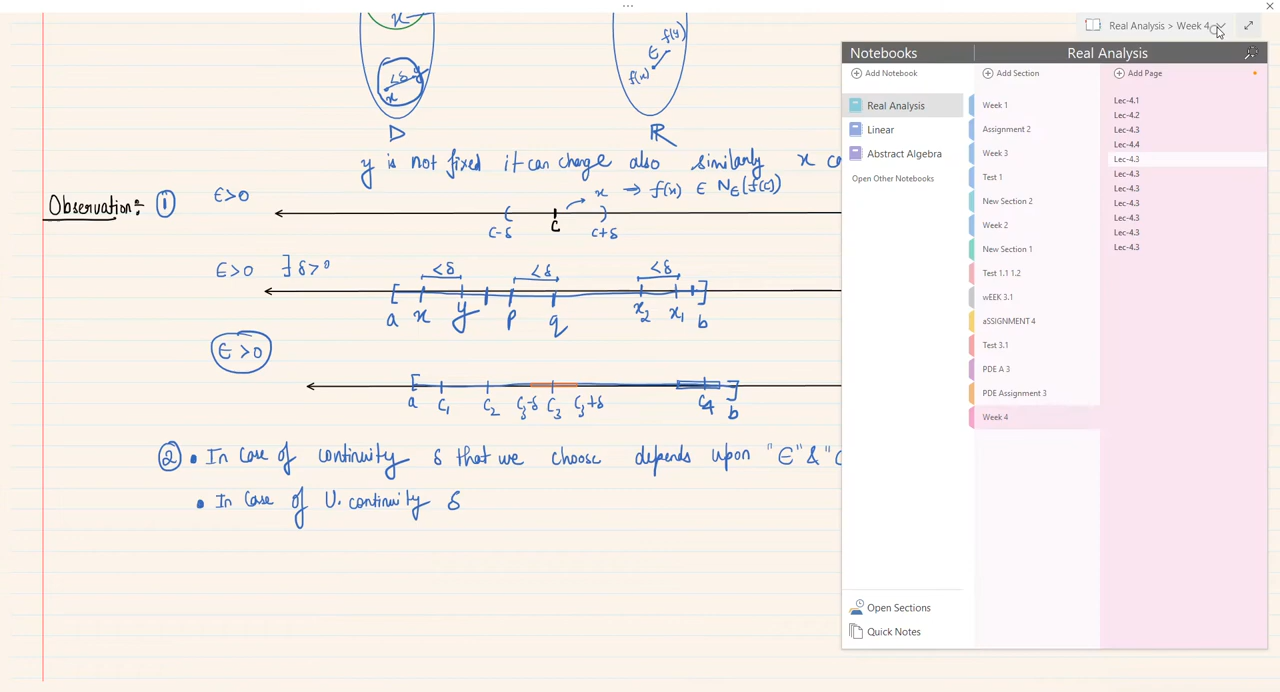 Real Analysis > Week 4
x
f(y)
<δ y
x
∈
f(x)
D
R
y is not fixed it can change also similarly x
Observation: ① ∈>0
x → f(x) ∈ N∈(f(c))
c-δ c c+δ
∈>0 ∃ δ>0
<δ <δ <δ
a x y p q x2 x1 b
∈>0
a c1 c2 c3-δ c3 c3+δ c4 b
② • In case of continuity δ that we choose depends upon "∈" &
• In case of U. continuity δ
Notebooks
Real Analysis
Add Notebook
Add Section
Add Page
Real Analysis
Linear
Abstract Algebra
Open Other Notebooks
Week 1
Assignment 2
Week 3
Test 1
New Section 2
Week 2
New Section 1
Test 1.1 1.2
wEEK 3.1
aSSIGNMENT 4
Test 3.1
PDE A 3
PDE Assignment 3
Week 4
Lec-4.1
Lec-4.2
Lec-4.3
Lec-4.4
Lec-4.3
Lec-4.3
Lec-4.3
Lec-4.3
Lec-4.3
Lec-4.3
Lec-4.3
Open Sections
Quick Notes